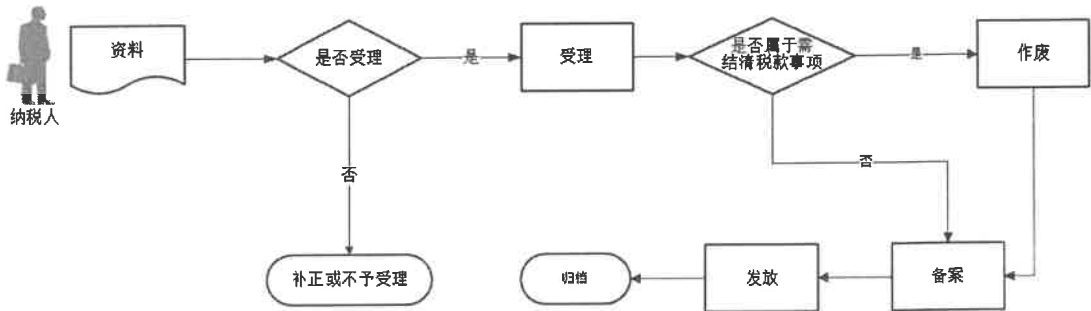 纳税人
资料
是否受理
是
受理
是否属于需
结清税款事项
是
作废
否
否
补正或不予受理
归档
发放
备案